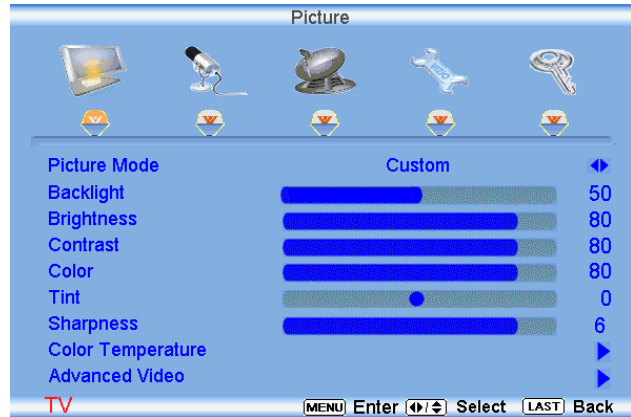 Picture
VIZIO
Picture Mode Custom
Backlight 50
Brightness 80
Contrast 80
Color 80
Tint 0
Sharpness 6
Color Temperature
Advanced Video
TV MENU Enter / Select LAST Back